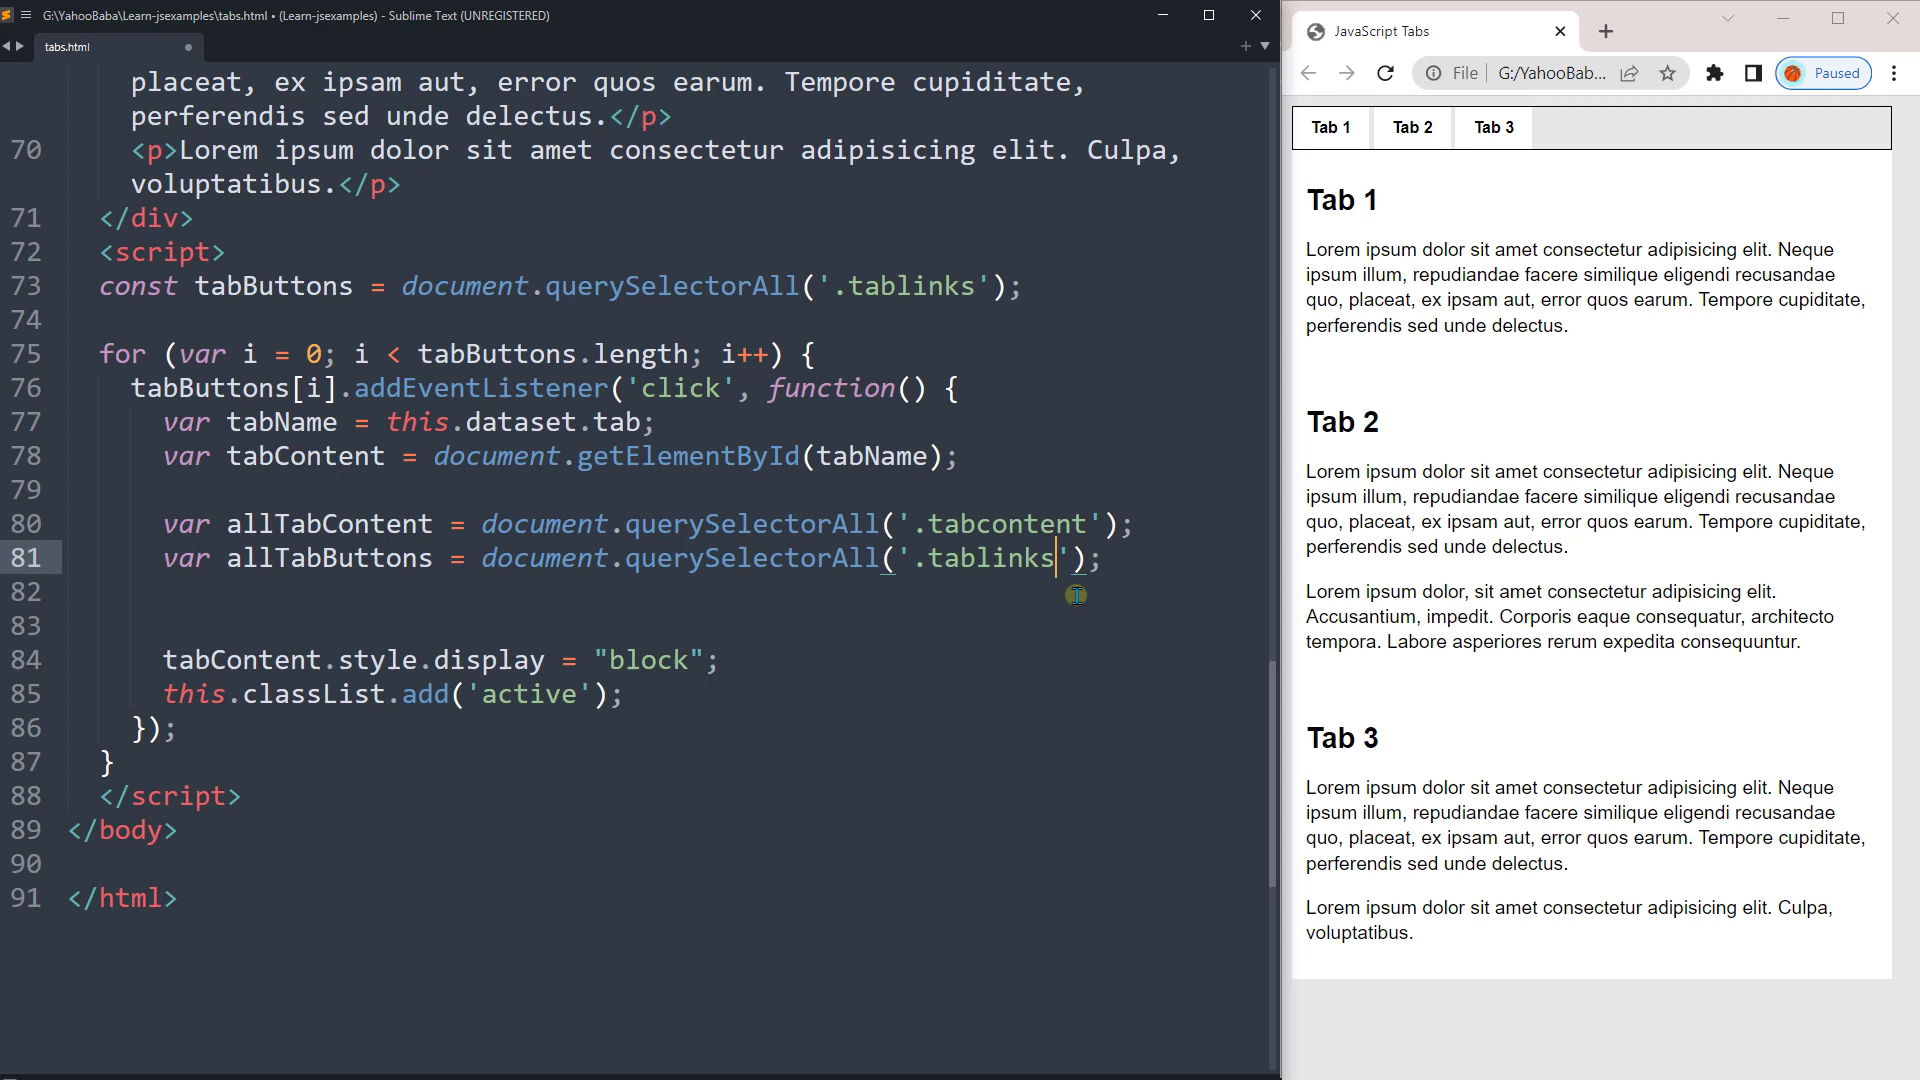 G:\YahooBaba\Learn-jsexamples\tabs.html • (Learn-jsexamples) - Sublime Text (UNREGISTERED)
tabs.html
placeat, ex ipsam aut, error quos earum. Tempore cupiditate,
perferendis sed unde delectus.</p>
70 <p>Lorem ipsum dolor sit amet consectetur adipisicing elit. Culpa,
voluptatibus.</p>
71 </div>
72 <script>
73 const tabButtons = document.querySelectorAll('.tablinks');
74
75 for (var i = 0; i < tabButtons.length; i++) {
76 tabButtons[i].addEventListener('click', function() {
77 var tabName = this.dataset.tab;
78 var tabContent = document.getElementById(tabName);
79
80 var allTabContent = document.querySelectorAll('.tabcontent');
81 var allTabButtons = document.querySelectorAll('.tablinks');
82
83
84 tabContent.style.display = "block";
85 this.classList.add('active');
86 });
87 }
88 </script>
89 </body>
90
91 </html>
JavaScript Tabs
File G:/YahooBab... Paused
Tab 1 Tab 2 Tab 3
Tab 1
Lorem ipsum dolor sit amet consectetur adipisicing elit. Neque
ipsum illum, repudiandae facere similique eligendi recusandae
quo, placeat, ex ipsam aut, error quos earum. Tempore cupiditate,
perferendis sed unde delectus.
Tab 2
Lorem ipsum dolor sit amet consectetur adipisicing elit. Neque
ipsum illum, repudiandae facere similique eligendi recusandae
quo, placeat, ex ipsam aut, error quos earum. Tempore cupiditate,
perferendis sed unde delectus.
Lorem ipsum dolor, sit amet consectetur adipisicing elit.
Accusantium, impedit. Corporis eaque consequatur, architecto
tempora. Labore asperiores rerum expedita consequuntur.
Tab 3
Lorem ipsum dolor sit amet consectetur adipisicing elit. Neque
ipsum illum, repudiandae facere similique eligendi recusandae
quo, placeat, ex ipsam aut, error quos earum. Tempore cupiditate,
perferendis sed unde delectus.
Lorem ipsum dolor sit amet consectetur adipisicing elit. Culpa,
voluptatibus.